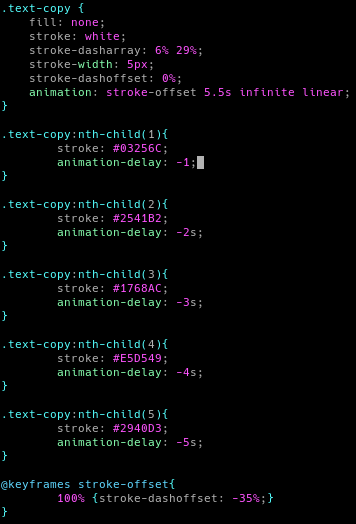 .text-copy {
    fill: none;
    stroke: white;
    stroke-dasharray: 6% 29%;
    stroke-width: 5px;
    stroke-dashoffset: 0%;
    animation: stroke-offset 5.5s infinite linear;
}

.text-copy:nth-child(1){
        stroke: #03256C;
        animation-delay: -1;
}

.text-copy:nth-child(2){
        stroke: #2541B2;
        animation-delay: -2s;
}

.text-copy:nth-child(3){
        stroke: #1768AC;
        animation-delay: -3s;
}

.text-copy:nth-child(4){
        stroke: #E5D549;
        animation-delay: -4s;
}

.text-copy:nth-child(5){
        stroke: #2940D3;
        animation-delay: -5s;
}

@keyframes stroke-offset{
        100% {stroke-dashoffset: -35%;}
}